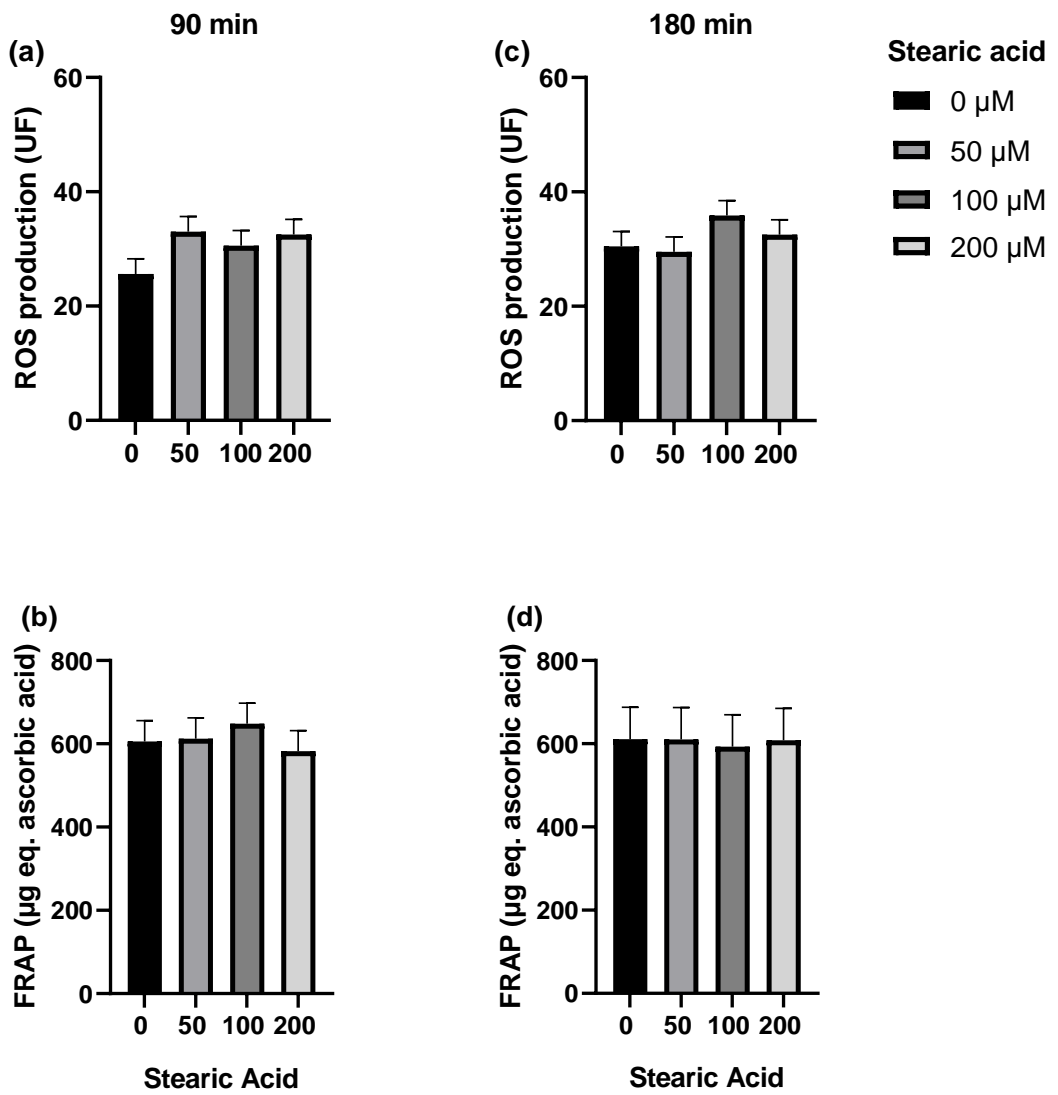 90 min
(a)
ROS production (UF)
60
40
20
0
0 50 100 200
180 min
(c)
ROS production (UF)
60
40
20
0
0 50 100 200
Stearic acid
0 µM
50 µM
100 µM
200 µM
(b)
FRAP (µg eq. ascorbic acid)
800
600
400
200
0
0 50 100 200
Stearic Acid
(d)
FRAP (µg eq. ascorbic acid)
800
600
400
200
0
0 50 100 200
Stearic Acid